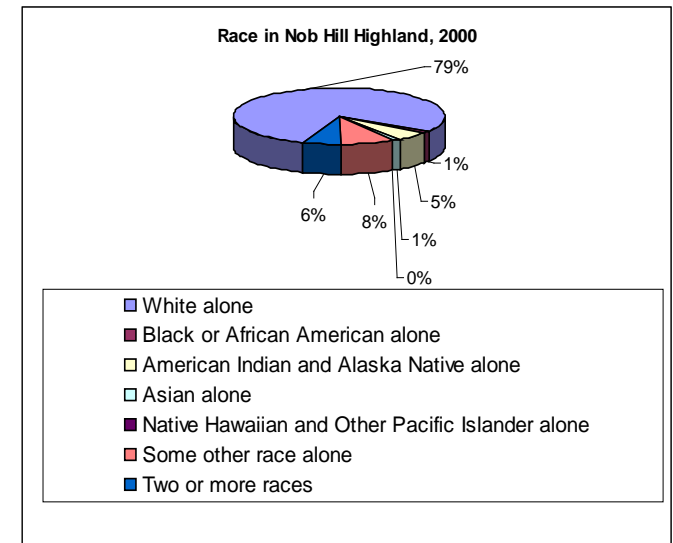 Race in Nob Hill Highland, 2000
79%
1%
5%
6%
8%
1%
0%
White alone
Black or African American alone
American Indian and Alaska Native alone
Asian alone
Native Hawaiian and Other Pacific Islander alone
Some other race alone
Two or more races